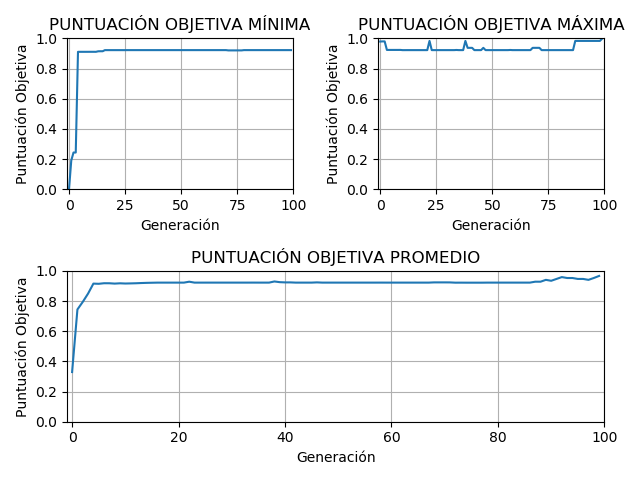 PUNTUACIÓN OBJETIVA MÍNIMA
Puntuación Objetiva
1.0
0.8
0.6
0.4
0.2
0.0
0 25 50 75 100
Generación
PUNTUACIÓN OBJETIVA MÁXIMA
Puntuación Objetiva
1.0
0.8
0.6
0.4
0.2
0.0
0 25 50 75 100
Generación
PUNTUACIÓN OBJETIVA PROMEDIO
Puntuación Objetiva
1.0
0.8
0.6
0.4
0.2
0.0
0 20 40 60 80 100
Generación